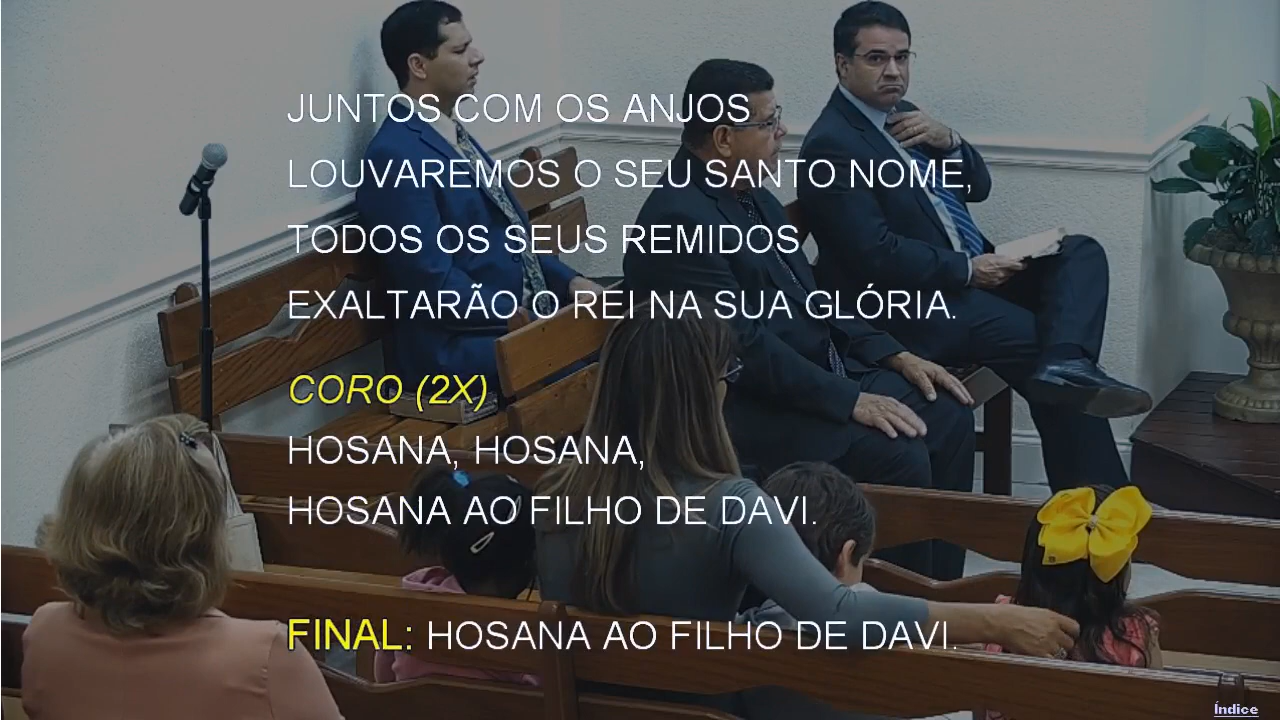 JUNTOS COM OS ANJOS
LOUVAREMOS O SEU SANTO NOME,
TODOS OS SEUS REMIDOS
EXALTARÃO O REI NA SUA GLÓRIA.
CORO (2X)
HOSANA, HOSANA,
HOSANA AO FILHO DE DAVI.
FINAL: HOSANA AO FILHO DE DAVI.
Índice